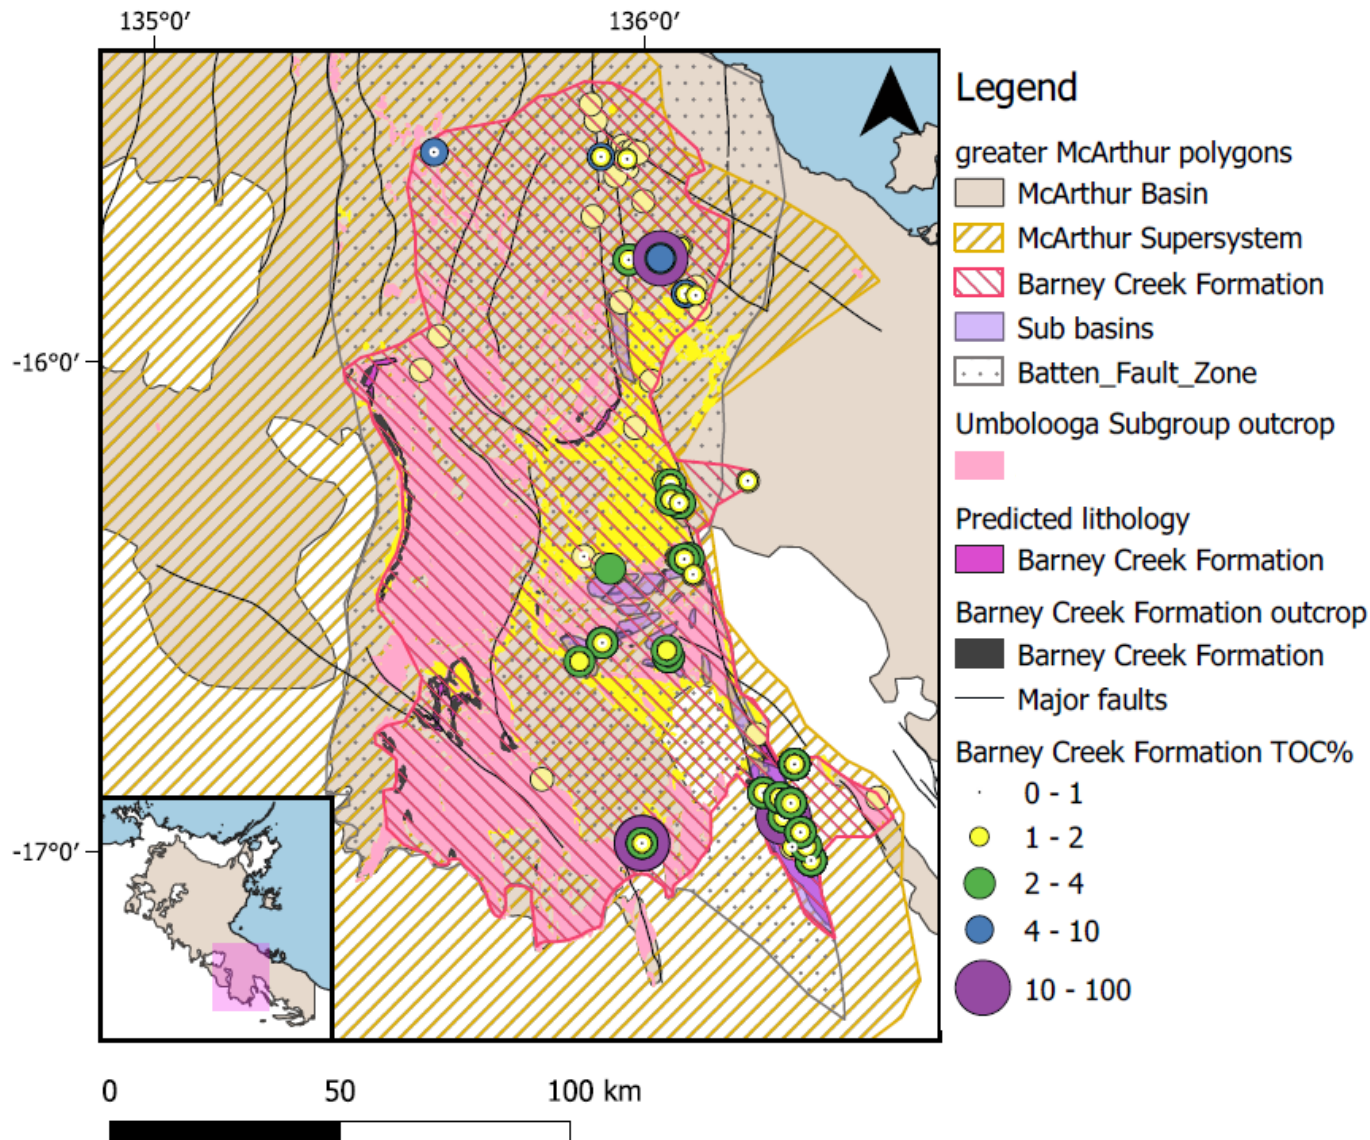 135°0′ 136°0′
-16°0′
-17°0′
Legend
greater McArthur polygons
McArthur Basin
McArthur Supersystem
Barney Creek Formation
Sub basins
Batten_Fault_Zone
Umbolooga Subgroup outcrop
Predicted lithology
Barney Creek Formation
Barney Creek Formation outcrop
Barney Creek Formation
Major faults
Barney Creek Formation TOC%
0 - 1
1 - 2
2 - 4
4 - 10
10 - 100
0 50 100 km